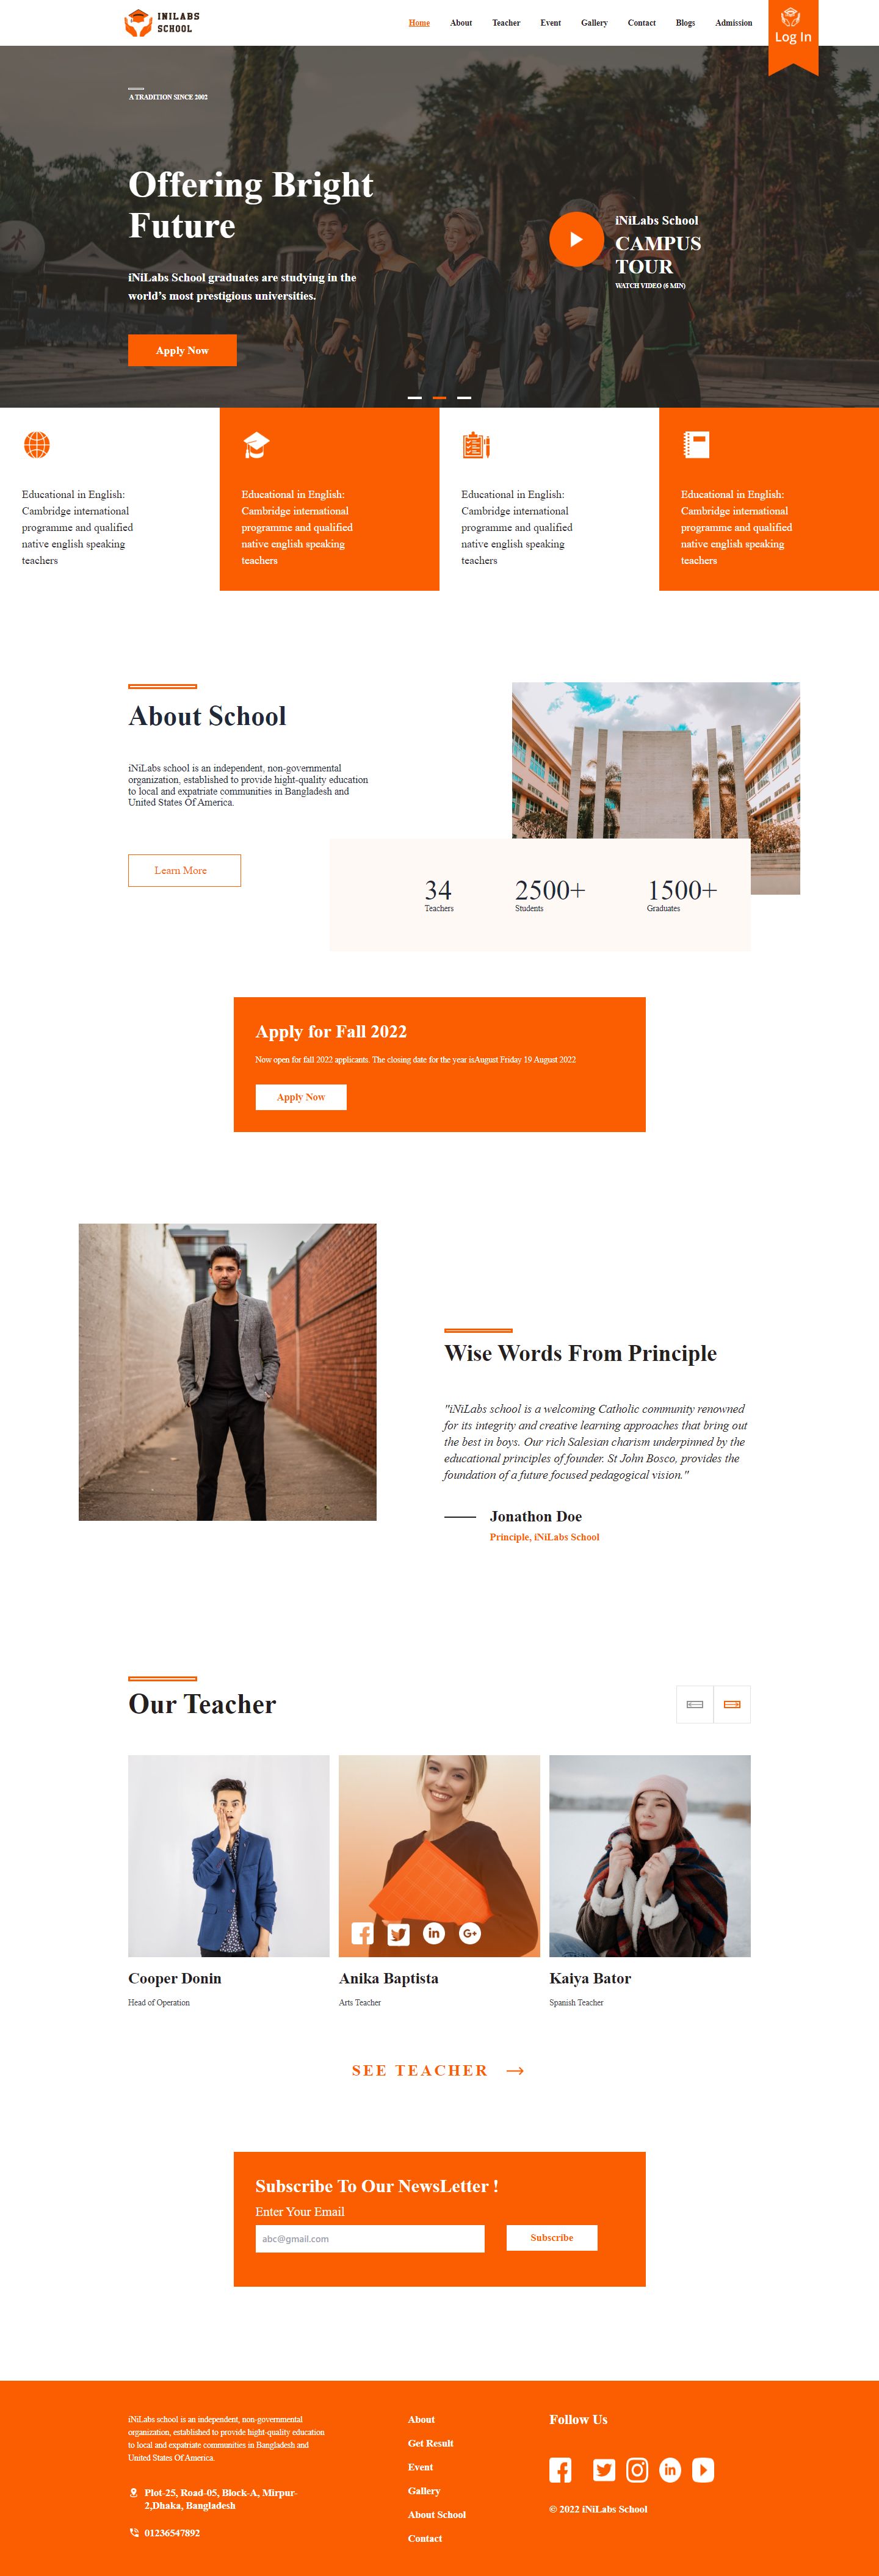 INILABS
SCHOOL
Home About Teacher Event Gallery Contact Blogs Admission
Log In
A TRADITION SINCE 2002
Offering Bright
Future
iNiLabs School graduates are studying in the
world's most prestigious universities.
Apply Now
iNiLabs School
CAMPUS
TOUR
WATCH VIDEO (6 MIN)
Educational in English:
Cambridge international
programme and qualified
native english speaking
teachers
Educational in English:
Cambridge international
programme and qualified
native english speaking
teachers
Educational in English:
Cambridge international
programme and qualified
native english speaking
teachers
Educational in English:
Cambridge international
programme and qualified
native english speaking
teachers
About School
iNiLabs school is an independent, non-governmental
organization, established to provide hight-quality education
to local and expatriate communities in Bangladesh and
United States Of America.
Learn More
34
Teachers
2500+
Students
1500+
Graduates
Apply for Fall 2022
Now open for fall 2022 applicants. The closing date for the year isAugust Friday 19 August 2022
Apply Now
Wise Words From Principle
"iNiLabs school is a welcoming Catholic community renowned
for its integrity and creative learning approaches that bring out
the best in boys. Our rich Salesian charism underpinned by the
educational principles of founder. St John Bosco, provides the
foundation of a future focused pedagogical vision."
Jonathon Doe
Principle, iNiLabs School
Our Teacher
Cooper Donin
Head of Operation
Anika Baptista
Arts Teacher
Kaiya Bator
Spanish Teacher
SEE TEACHER
Subscribe To Our NewsLetter !
Enter Your Email
abc@gmail.com
Subscribe
iNiLabs school is an independent, non-governmental
organization, established to provide hight-quality education
to local and expatriate communities in Bangladesh and
United States Of America.
Plot-25, Road-05, Block-A, Mirpur-
2,Dhaka, Bangladesh
01236547892
About
Get Result
Event
Gallery
About School
Contact
Follow Us
© 2022 iNiLabs School